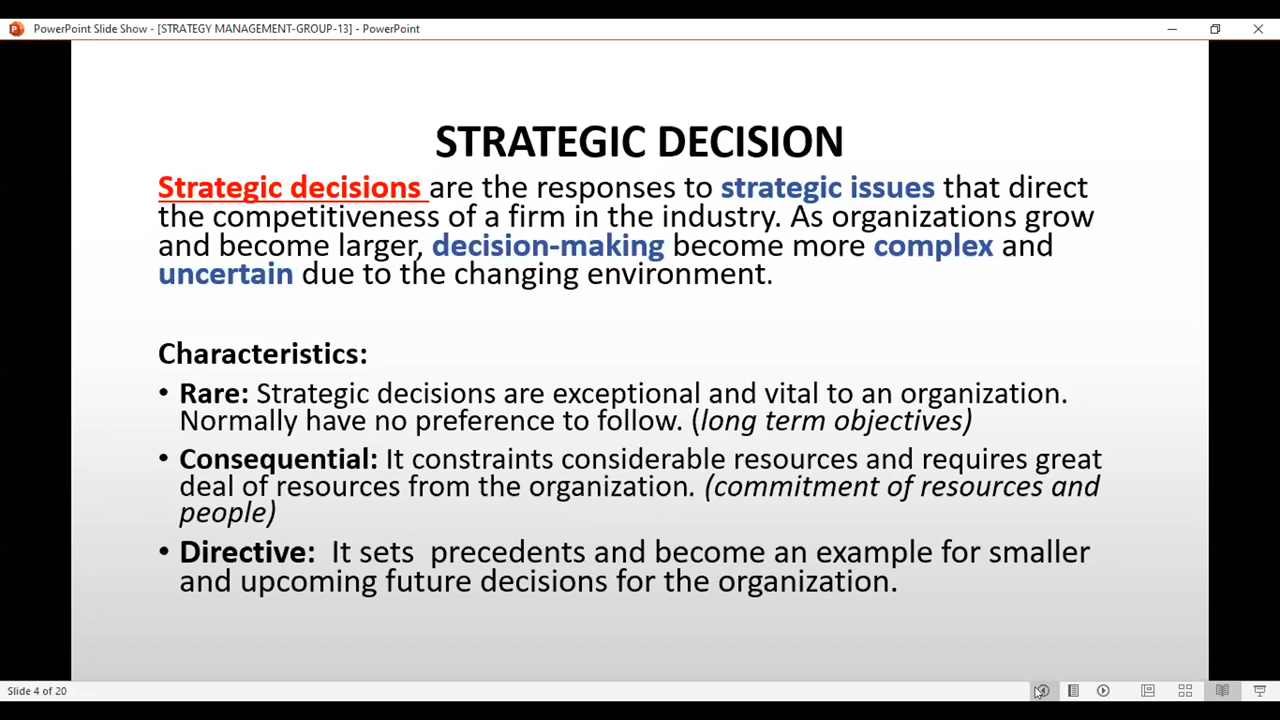 PowerPoint Slide Show - [STRATEGY MANAGEMENT-GROUP-13] - PowerPoint
STRATEGIC DECISION
Strategic decisions are the responses to strategic issues that direct
the competitiveness of a firm in the industry. As organizations grow
and become larger, decision-making become more complex and
uncertain due to the changing environment.
Characteristics:
• Rare: Strategic decisions are exceptional and vital to an organization.
Normally have no preference to follow. (long term objectives)
• Consequential: It constraints considerable resources and requires great
deal of resources from the organization. (commitment of resources and
people)
• Directive: It sets precedents and become an example for smaller
and upcoming future decisions for the organization.
Slide 4 of 20